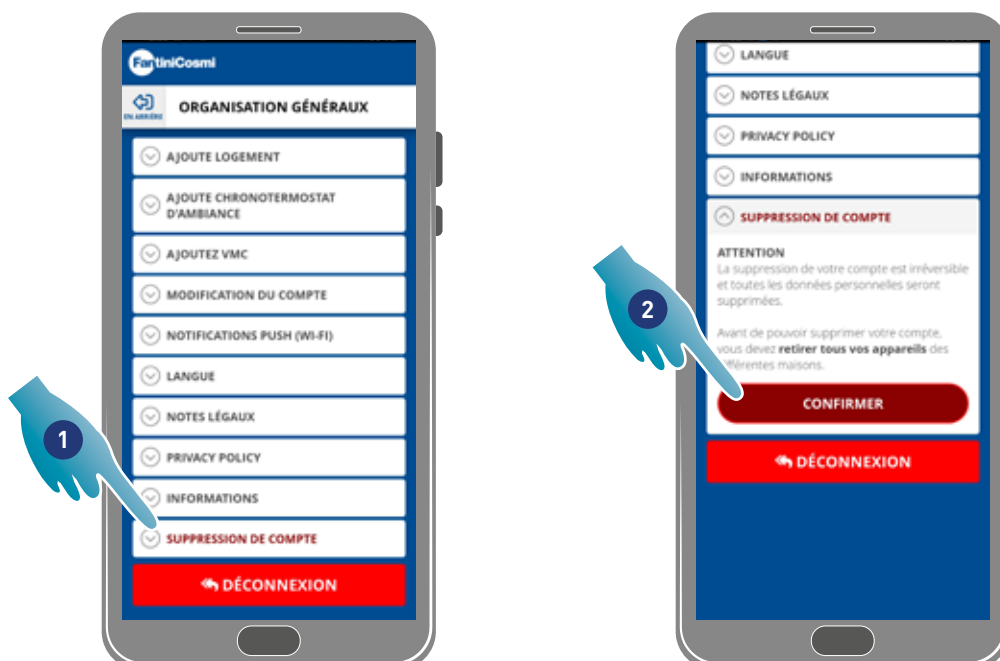 FantiniCosmi
EN ARRIÈRE
ORGANISATION GÉNÉRAUX
AJOUTE LOGEMENT
AJOUTE CHRONOTERMOSTAT
D'AMBIANCE
AJOUTEZ VMC
MODIFICATION DU COMPTE
NOTIFICATIONS PUSH (WI-FI)
LANGUE
NOTES LÉGAUX
PRIVACY POLICY
INFORMATIONS
SUPPRESSION DE COMPTE
DÉCONNEXION
1
LANGUE
NOTES LÉGAUX
PRIVACY POLICY
INFORMATIONS
SUPPRESSION DE COMPTE
ATTENTION
La suppression de votre compte est irréversible
et toutes les données personnelles seront
supprimées.
Avant de pouvoir supprimer votre compte,
vous devez retirer tous vos appareils des
différentes maisons.
CONFIRMER
DÉCONNEXION
2